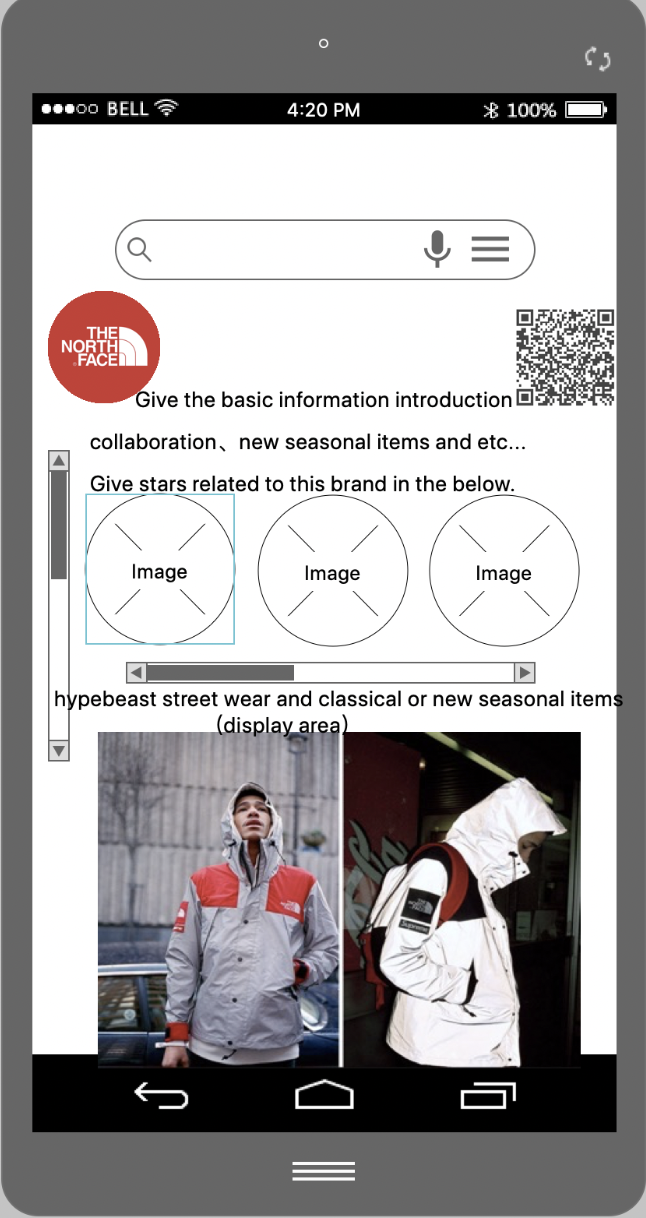 BELL 4:20 PM 100%
THE
NORTH
FACE
Give the basic information introduction
collaboration、new seasonal items and etc...
Give stars related to this brand in the below.
Image Image Image
hypebeast street wear and classical or new seasonal items
（display area）
Supreme